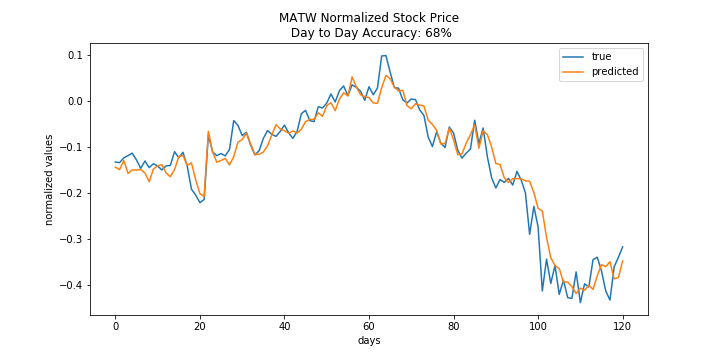 MATW Normalized Stock Price
Day to Day Accuracy: 68%
true
predicted
normalized values
0.1
0.0
−0.1
−0.2
−0.3
−0.4
0
20
40
60
80
100
120
days